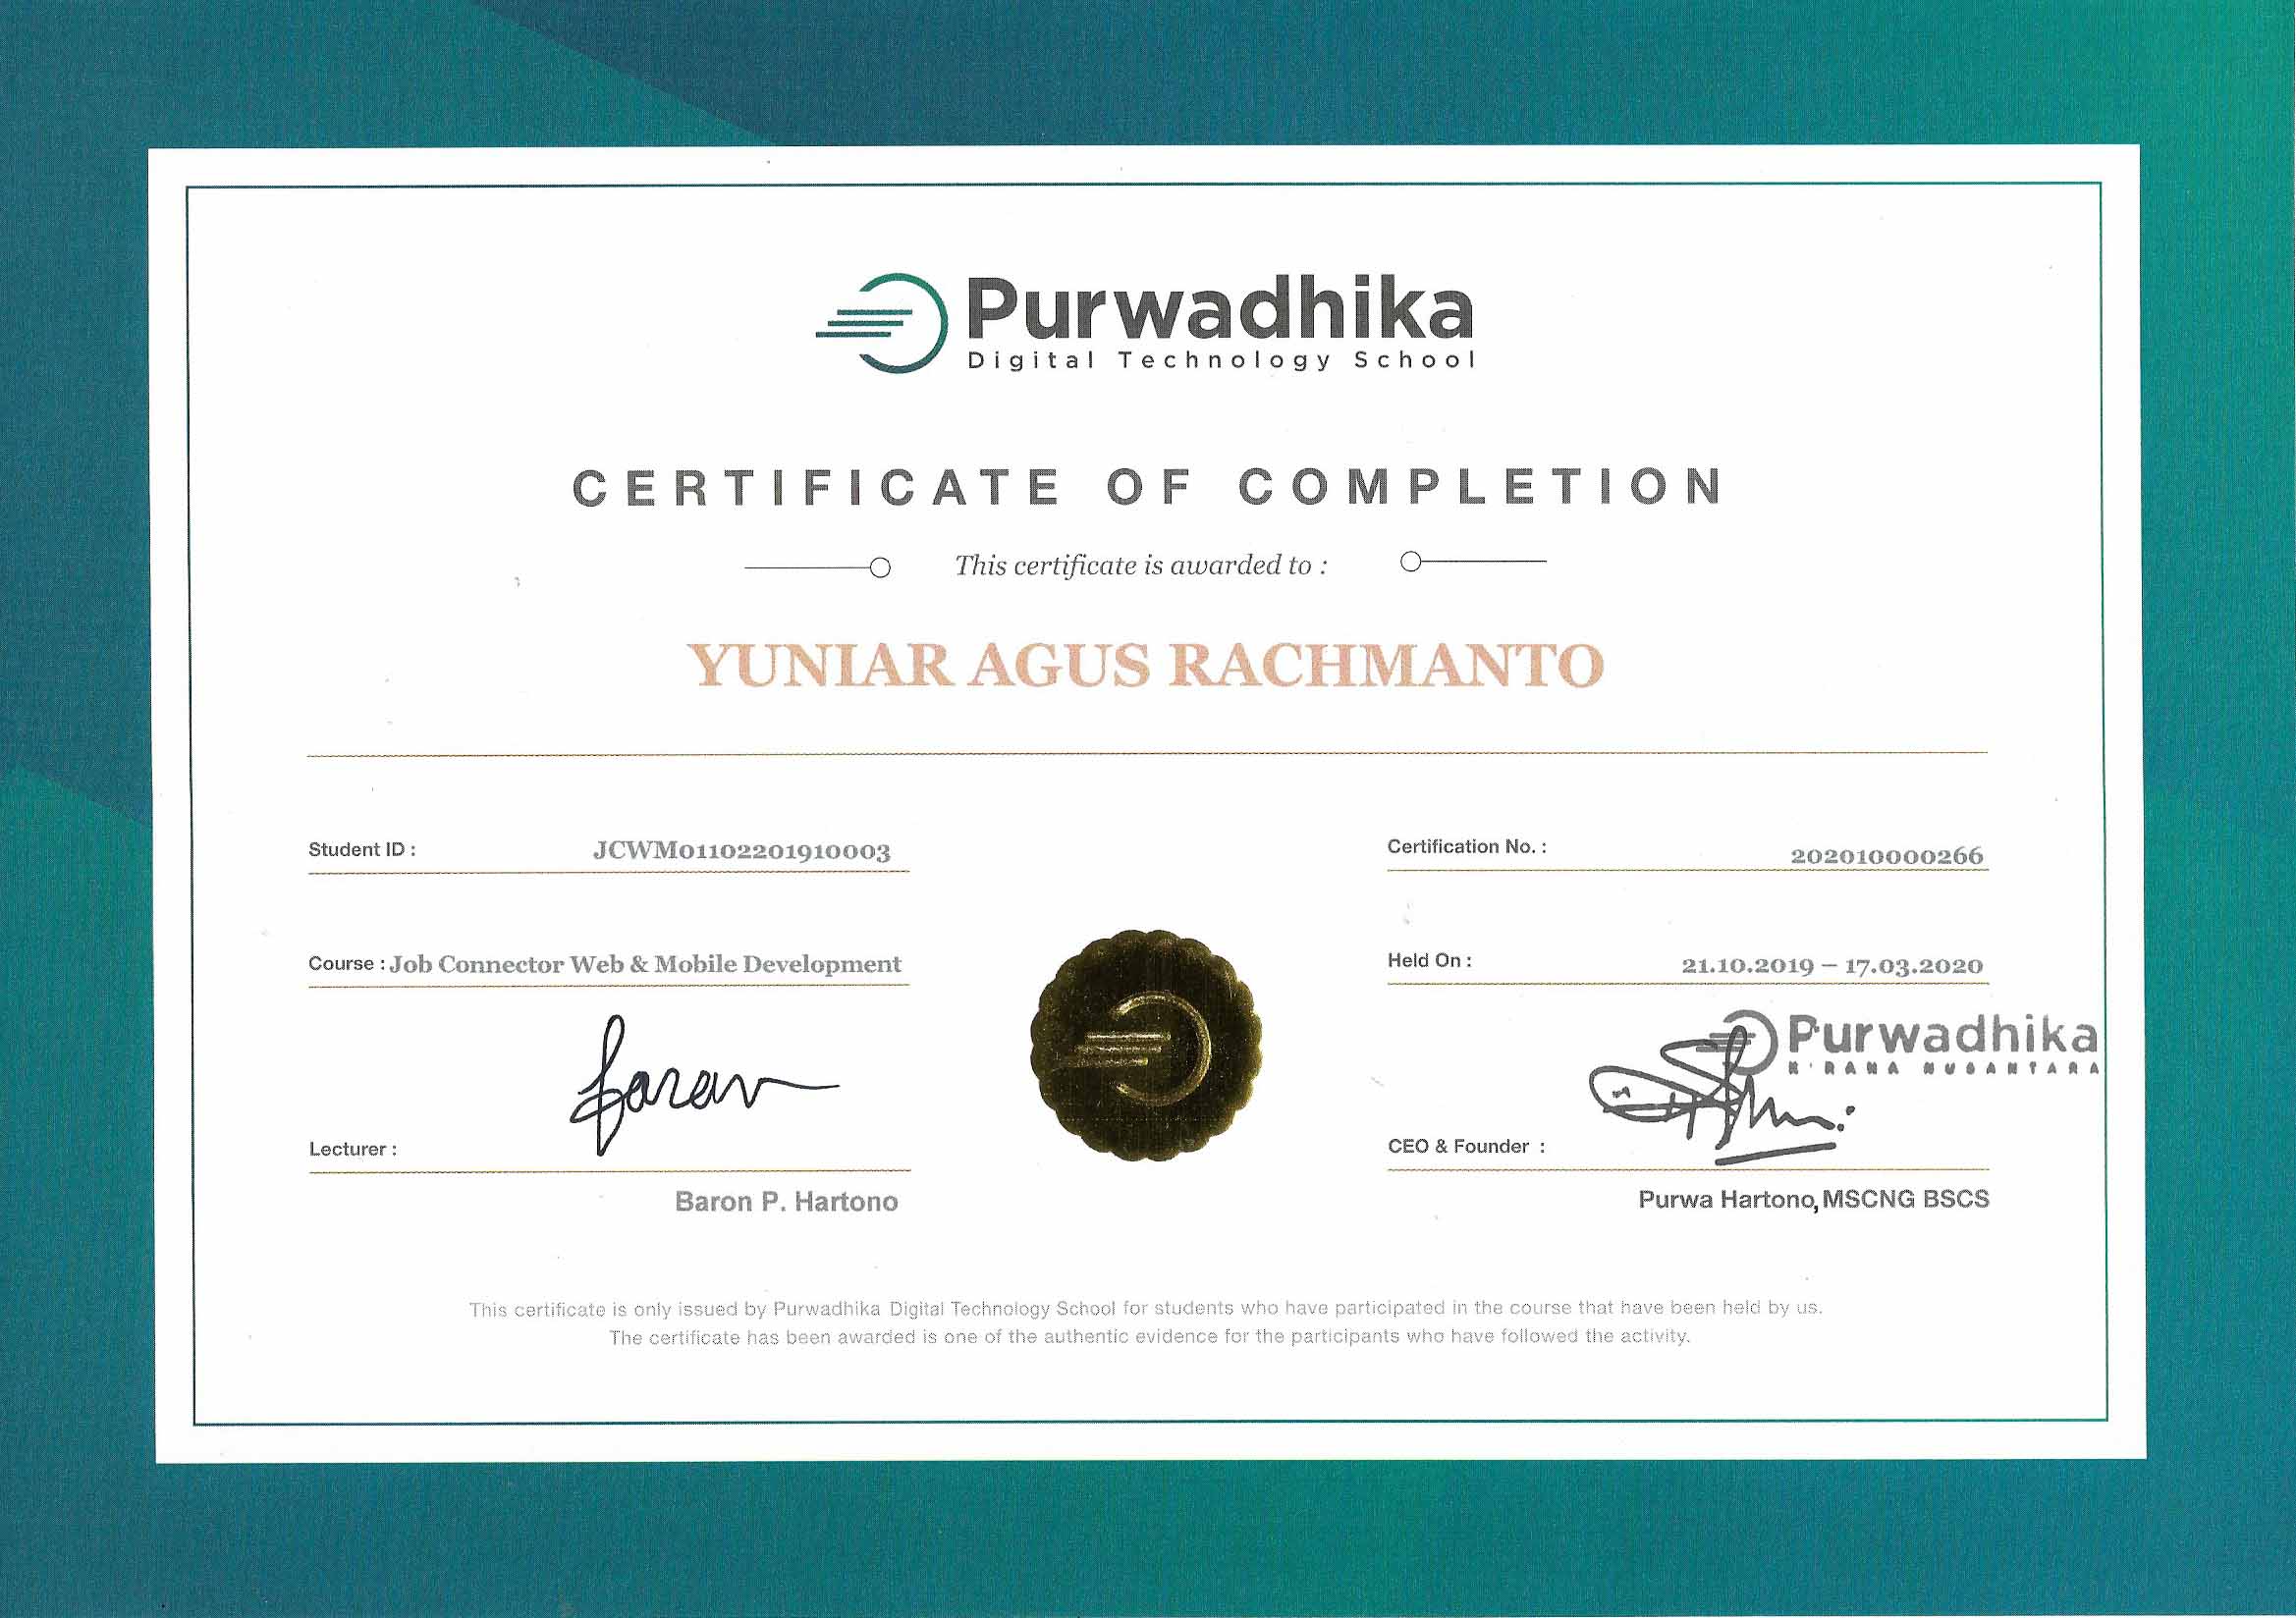 Purwadhika
Digital Technology School
CERTIFICATE OF COMPLETION
This certificate is awarded to :
YUNIAR AGUS RACHMANTO
Student ID : JCWM01102201910003
Certification No. : 202010000266
Course : Job Connector Web & Mobile Development
Held On : 21.10.2019 – 17.03.2020
Purwadhika
KIRANA NUSANTARA
Lecturer :
CEO & Founder :
Baron P. Hartono
Purwa Hartono, MSCNG BSCS
This certificate is only issued by Purwadhika Digital Technology School for students who have participated in the course that have been held by us.
The certificate has been awarded is one of the authentic evidence for the participants who have followed the activity.